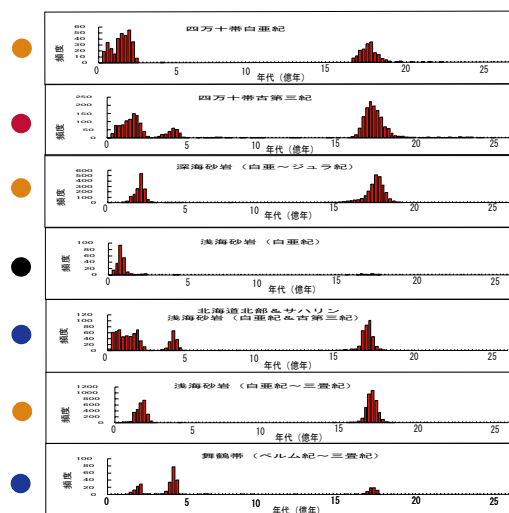 四万十帯白亜紀
頻度
60
50
40
30
20
10
0
0 5 10 15 20 25
年代（億年）
四万十帯古第三紀
頻度
250
200
150
100
50
0
0 5 10 15 20 25
年代（億年）
深海砂岩（白亜～ジュラ紀）
頻度
600
500
400
300
200
100
0
0 5 10 15 20 25
年代（億年）
浅海砂岩（白亜紀）
頻度
100
80
60
40
20
0
0 5 10 15 20 25
年代（億年）
北海道北部＆サハリン
浅海砂岩（白亜紀＆古第三紀）
頻度
120
100
80
60
40
20
0
0 5 10 15 20 25
年代（億年）
浅海砂岩（白亜紀～三畳紀）
頻度
1200
1000
800
600
400
200
0
0 5 10 15 20 25
年代（億年）
舞鶴帯（ペルム紀～三畳紀）
頻度
100
80
60
40
20
0
0 5 10 15 20 25
年代（億年）